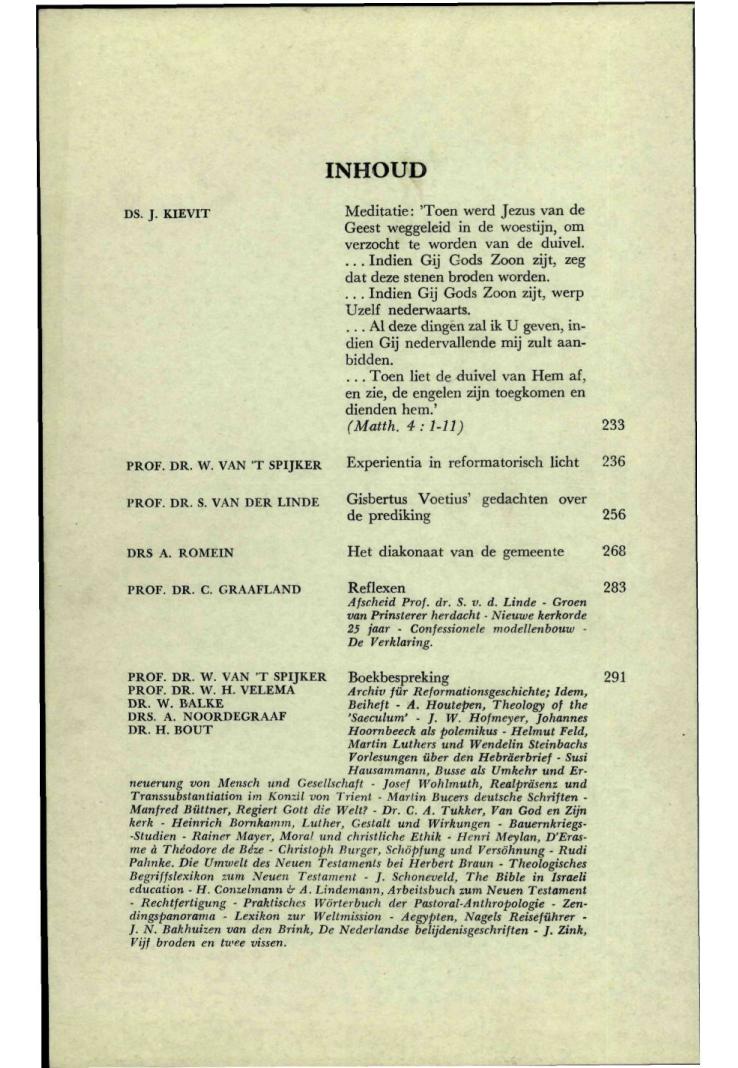 INHOUD
DS. J. KIEVIT
Meditatie: 'Toen werd Jezus van de
Geest weggeleid in de woestijn, om
verzocht te worden van de duivel.
... Indien Gij Gods Zoon zijt, zeg
dat deze stenen broden worden.
... Indien Gij Gods Zoon zijt, werp
Uzelf nederwaarts.
... Al deze dingen zal ik U geven, in-
dien Gij nedervallende mij zult aan-
bidden.
... Toen liet de duivel van Hem af,
en zie, de engelen zijn toegkomen en
dienden hem.'
(Matth. 4 : 1-11) 233
PROF. DR. W. VAN 'T SPIJKER Experientia in reformatorisch licht 236
PROF. DR. S. VAN DER LINDE Gisbertus Voetius' gedachten over
de prediking 256
DRS A. ROMEIN Het diakonaat van de gemeente 268
PROF. DR. C. GRAAFLAND Reflexen 283
Afscheid Prof. dr. S. v. d. Linde - Groen
van Prinsterer herdacht - Nieuwe kerkorde
25 jaar - Confessionele modellenbouw -
De Verklaring.
PROF. DR. W. VAN 'T SPIJKER Boekbespreking 291
PROF. DR. W. H. VELEMA Archiv für Reformationsgeschichte; Idem,
DR. W. BALKE Beiheft - A. Houtepen, Theology of the
DRS. A. NOORDEGRAAF 'Saeculum' - J. W. Hofmeyer, Johannes
DR. H. BOUT Hoornbeeck als polemikus - Helmut Feld,
Martin Luthers und Wendelin Steinbachs
Vorlesungen über den Hebräerbrief - Susi
Hausammann, Busse als Umkehr und Er-
neuerung von Mensch und Gesellschaft - Josef Wohlmuth, Realpräsenz und
Transsubstantiation im Konzil von Trient - Martin Bucers deutsche Schriften -
Manfred Büttner, Regiert Gott die Welt? - Dr. C. A. Tukker, Van God en Zijn
kerk - Heinrich Bornkamm, Luther, Gestalt und Wirkungen - Bauernkriegs-
-Studien - Rainer Mayer, Moral und christliche Ethik - Henri Meylan, D'Eras-
me à Théodore de Béze - Christoph Burger, Schöpfung und Versöhnung - Rudi
Pahnke. Die Umwelt des Neuen Testaments bei Herbert Braun - Theologisches
Begriffslexikon zum Neuen Testament - J. Schoneveld, The Bible in Israeli
education - H. Conzelmann & A. Lindemann, Arbeitsbuch zum Neuen Testament
- Rechtfertigung - Praktisches Wörterbuch der Pastoral-Anthropologie - Zen-
dingspanorama - Lexikon zur Weltmission - Aegypten, Nagels Reiseführer -
J. N. Bakhuizen van den Brink, De Nederlandse belijdenisgeschriften - J. Zink,
Vijf broden en twee vissen.